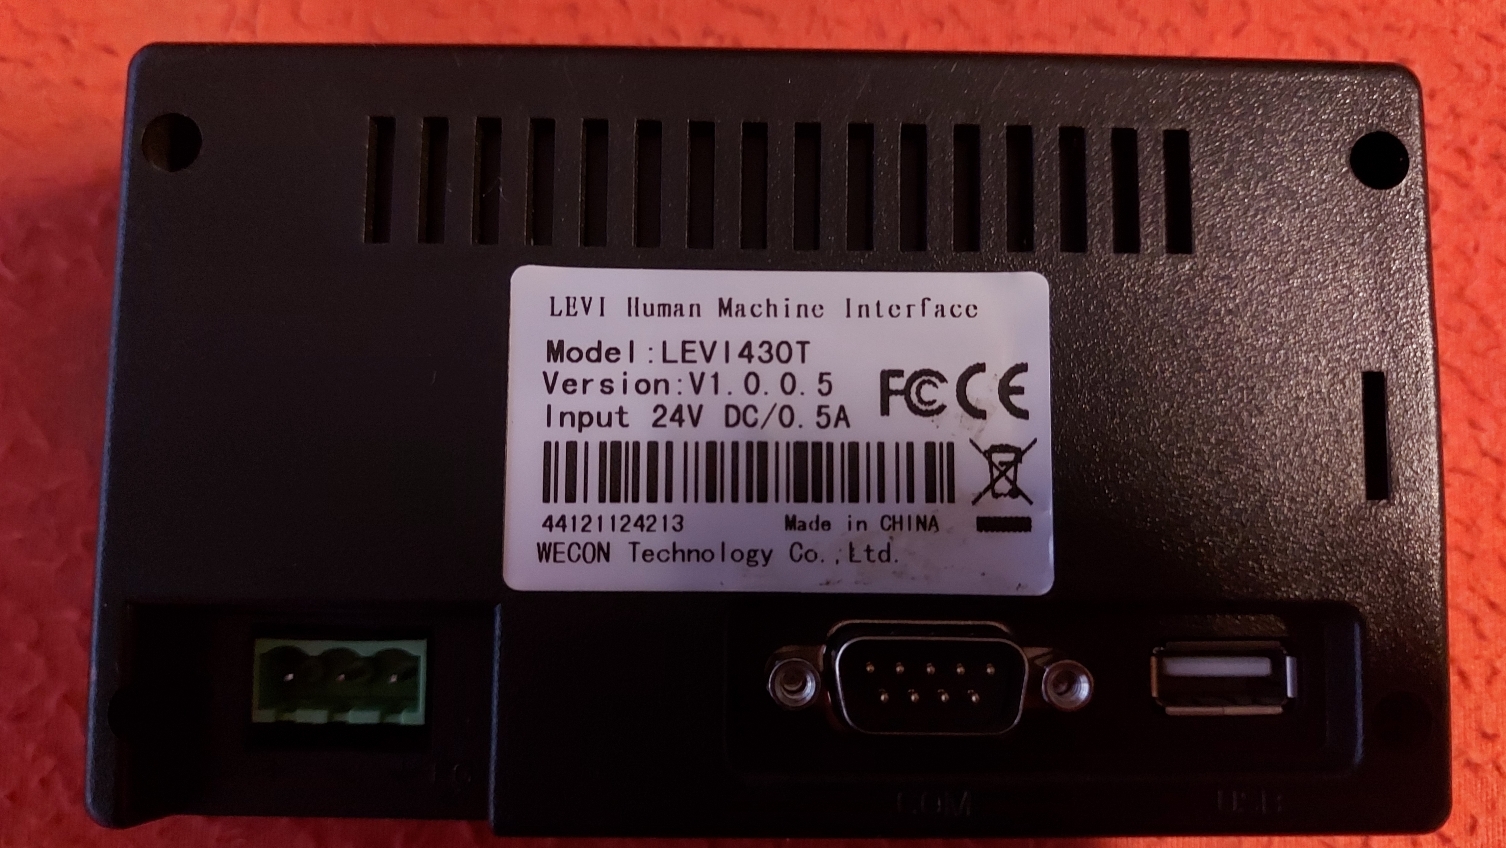 LEVI Human Machine Interface
Model:LEVI430T
Version:V1.0.0.5
Input 24V DC/0.5A
FC CE
44121124213 Made in CHINA
WECON Technology Co.,Ltd.
COM USB